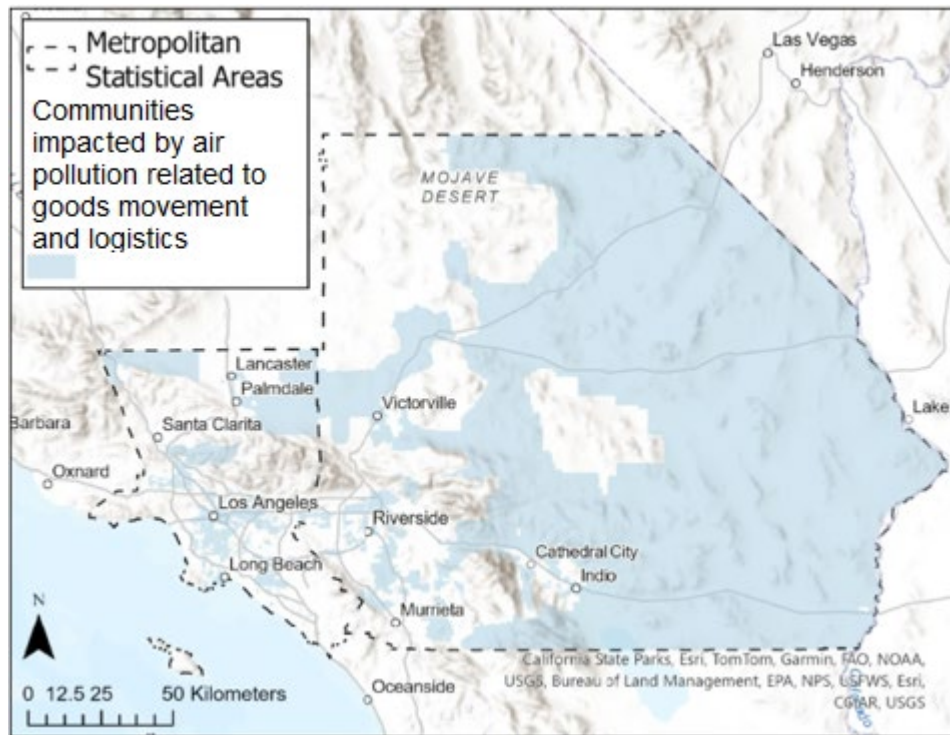 Metropolitan
Statistical Areas
Communities
impacted by air
pollution related to
goods movement
and logistics
Las Vegas
Henderson
MOJAVE
DESERT
Lancaster
Palmdale
Victorville
Lake
Santa Clarita
Barbara
Oxnard
Los Angeles
Riverside
Cathedral City
Long Beach
Indio
Murrieta
N
Oceanside
California State Parks, Esri, TomTom, Garmin, FAO, NOAA,
USGS, Bureau of Land Management, EPA, NPS, USFWS, Esri,
CGIAR, USGS
0 12.5 25 50 Kilometers